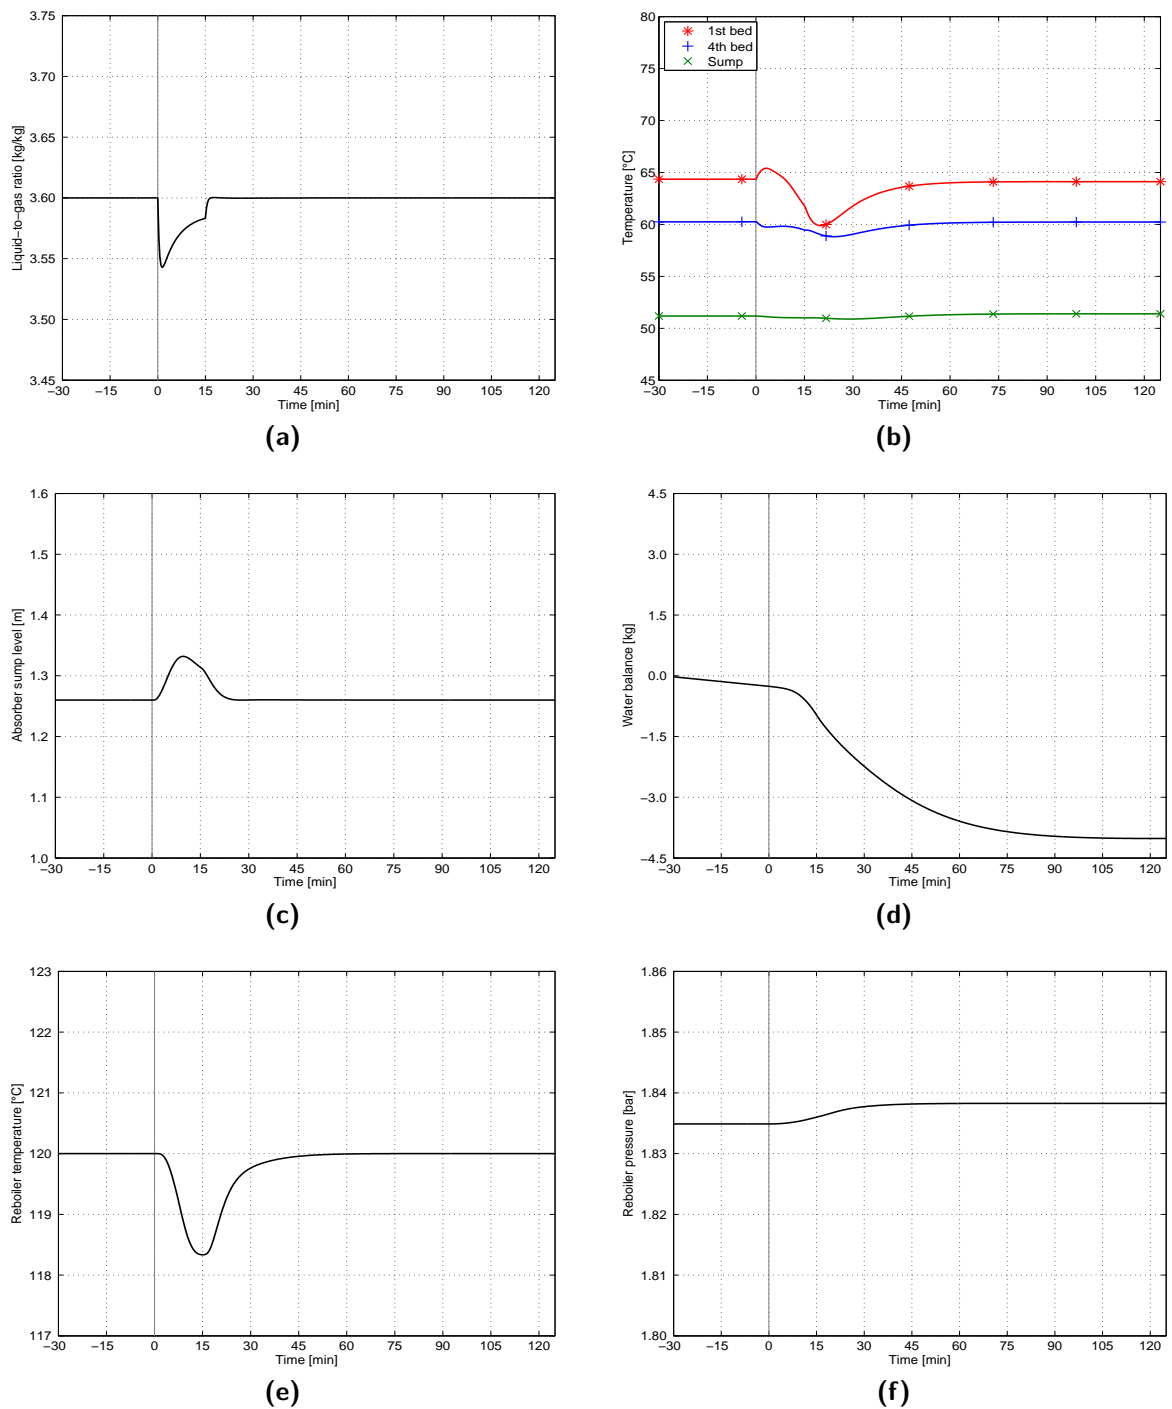 3.75
3.70
3.65
3.60
3.55
3.50
3.45
Liquid−to−gas ratio [kg/kg]
−30 −15 0 15 30 45 60 75 90 105 120
Time [min]
(a)
80
75
70
65
60
55
50
45
Temperature [°C]
1st bed
4th bed
Sump
−30 −15 0 15 30 45 60 75 90 105 120
Time [min]
(b)
1.6
1.5
1.4
1.3
1.2
1.1
1.0
Absorber sump level [m]
−30 −15 0 15 30 45 60 75 90 105 120
Time [min]
(c)
4.5
3.0
1.5
0.0
−1.5
−3.0
−4.5
Water balance [kg]
−30 −15 0 15 30 45 60 75 90 105 120
Time [min]
(d)
123
122
121
120
119
118
117
Reboiler temperature [°C]
−30 −15 0 15 30 45 60 75 90 105 120
Time [min]
(e)
1.86
1.85
1.84
1.83
1.82
1.81
1.80
Reboiler pressure [bar]
−30 −15 0 15 30 45 60 75 90 105 120
Time [min]
(f)